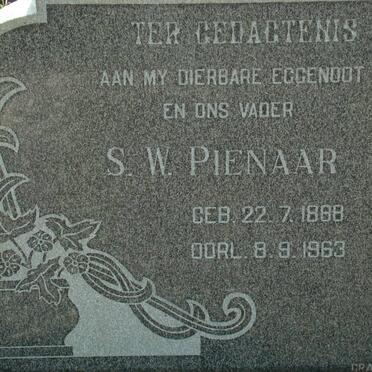 TER GEDAGTENIS
AAN MY DIERBARE EGGENOOT
EN ONS VADER
S. W. PIENAAR
GEB. 22.7.1888
OORL. 8.9.1963